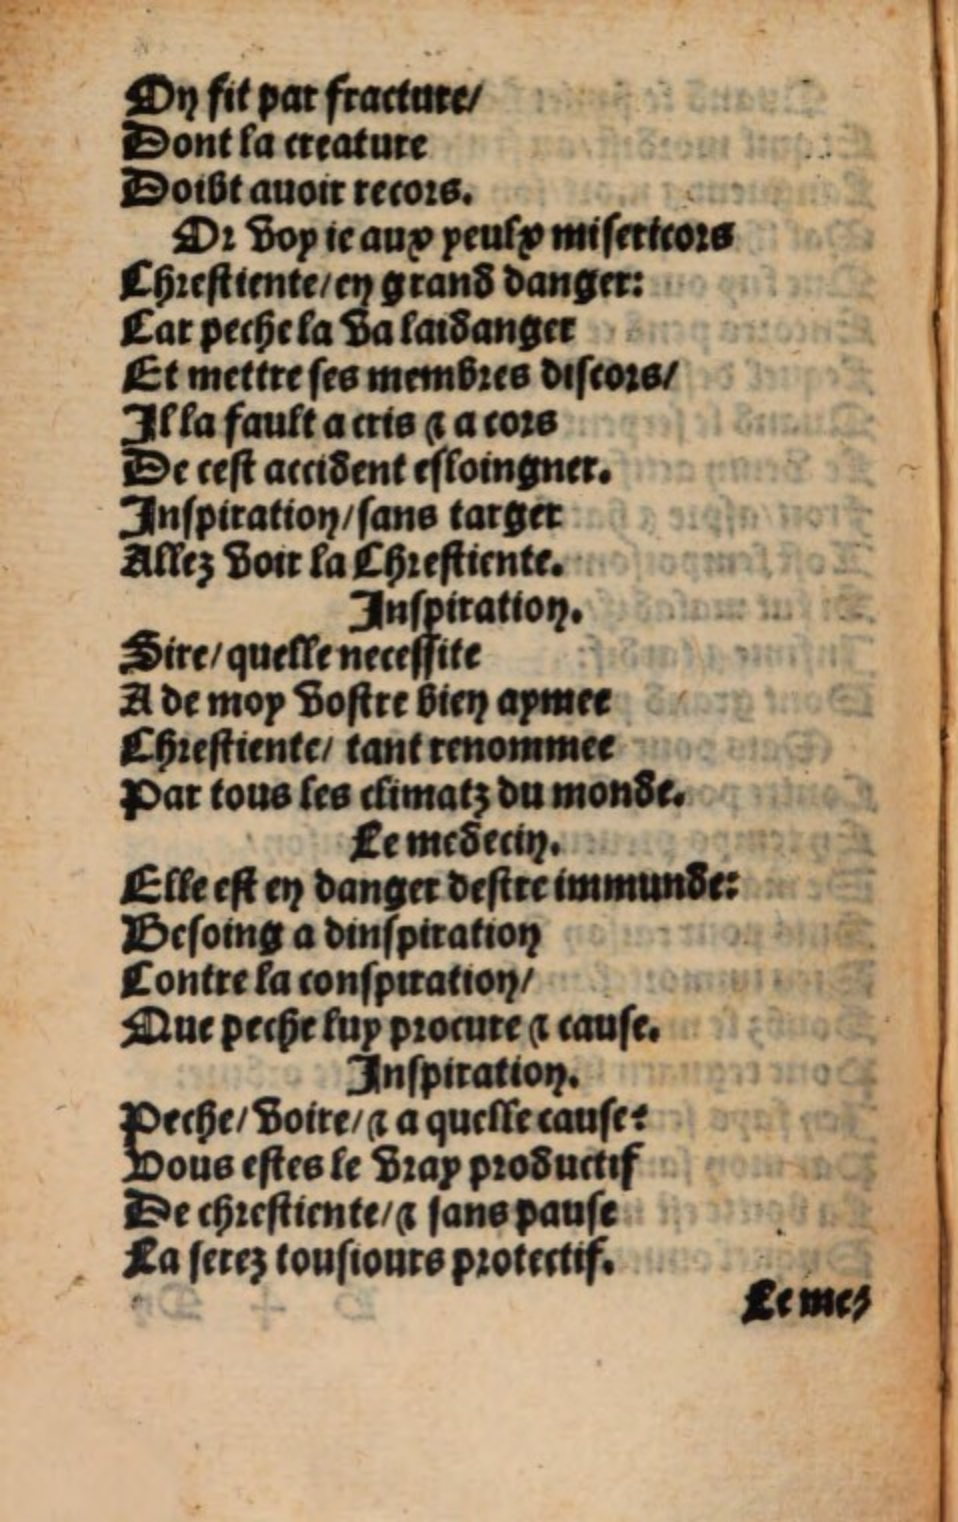 On fit par fracture/
Dont la creature
Doibt auoir recors.
Or voy ie aux yeulx misericors
Chrestiente/ en grand danger:
Car peche la va laidanger
Et mettre ses membres discors/
Il la fault a cris & a cors
De cest accident esloingner.
Inspiration/ sans targer
Allez voir la Chrestiente.
Inspiration.
Sire/ quelle necessite
A de moy vostre bien aymee
Chrestiente/ tant renommee
Par tous les climatz du monde.
Le medecin.
Elle est en danger destre immunde:
Besoing a dinspiration
Contre la conspiration/
Que peche luy procure & cause.
Inspiration.
Peche/ voire/ & a quelle cause?
Vous estes le vray productif
De chrestiente/ & sans pause
La serez tousiours protectif.
Le me⸗